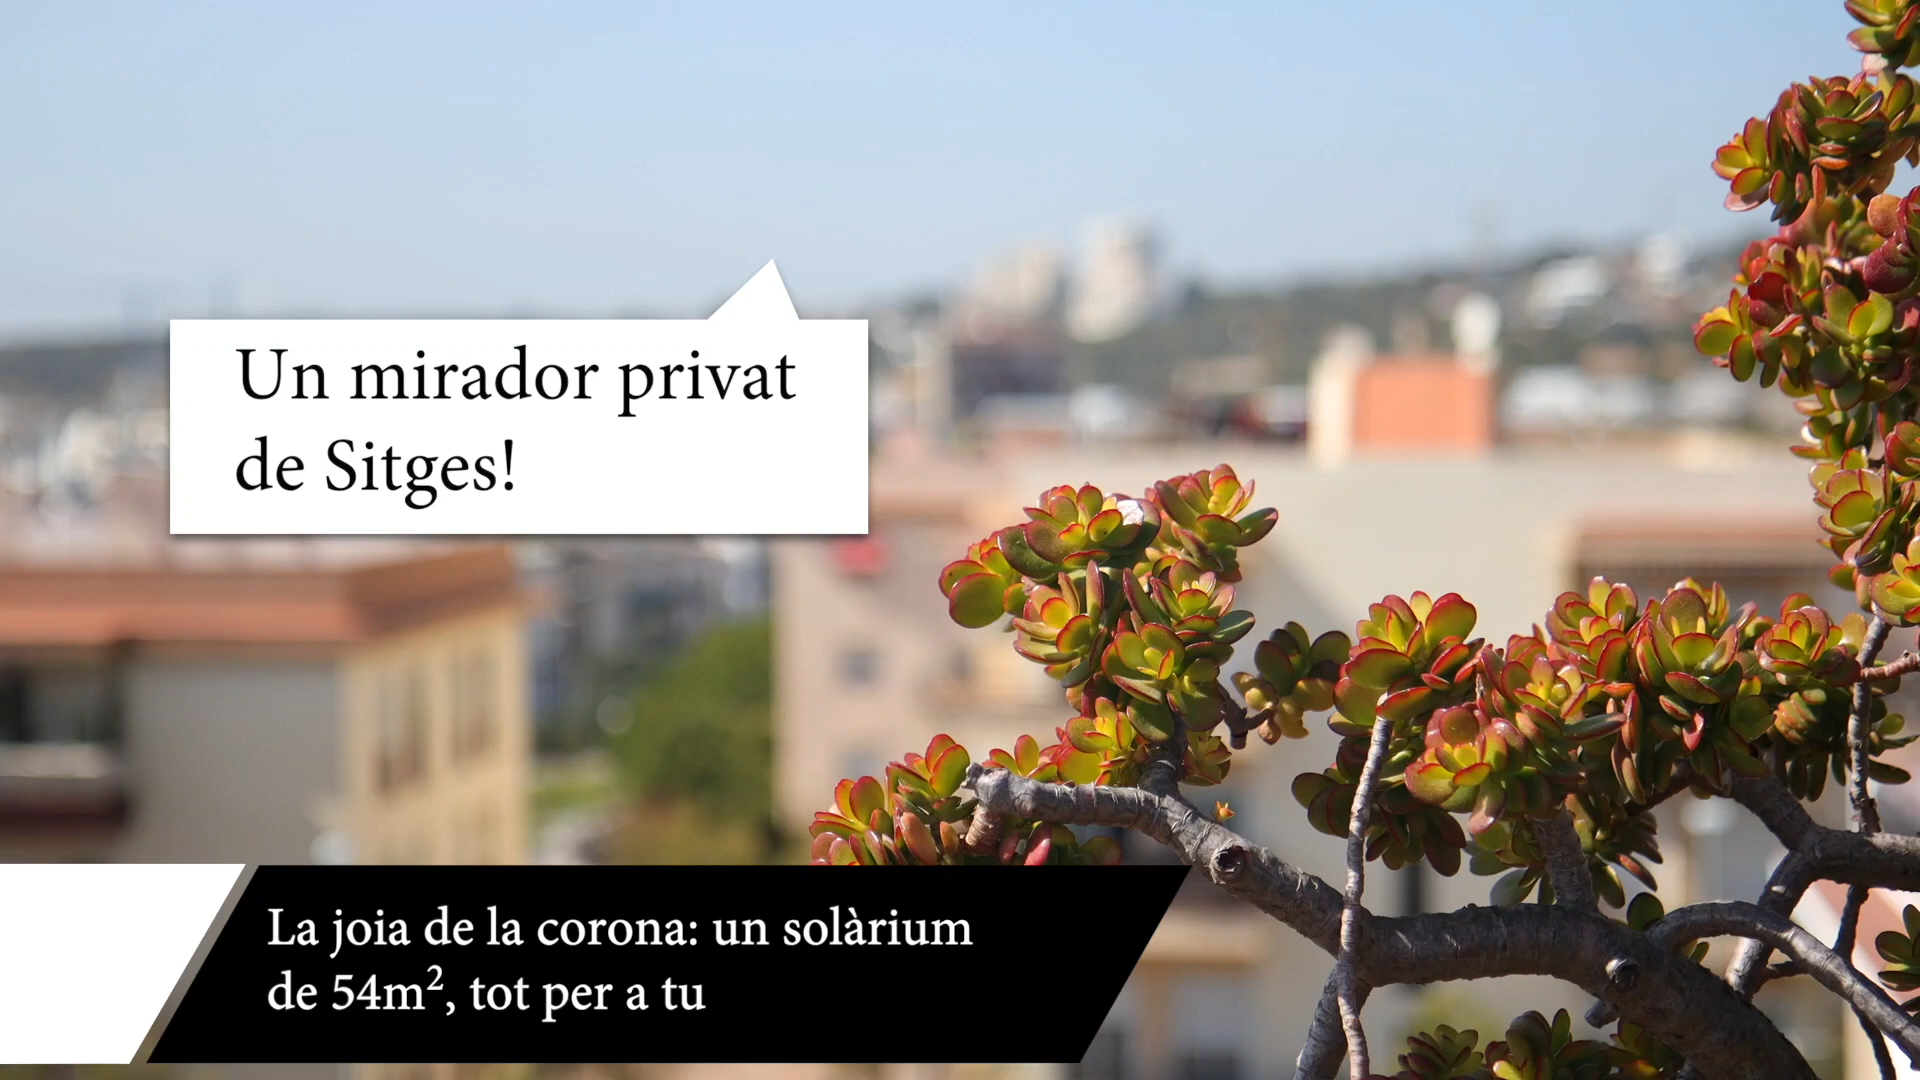 Un mirador privat
de Sitges!
La joia de la corona: un solàrium
de 54m², tot per a tu